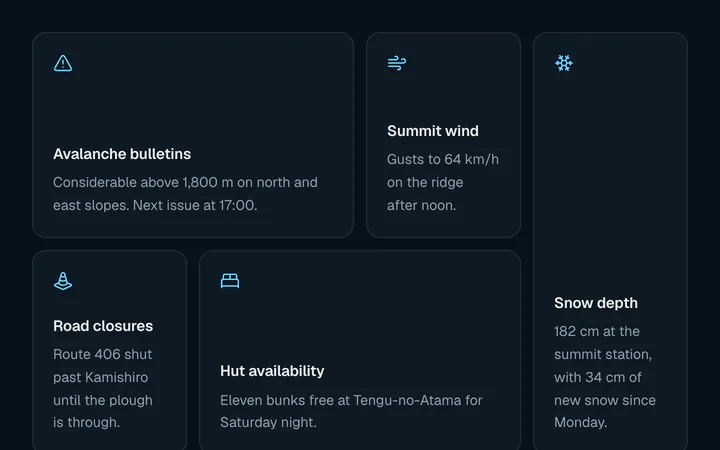 Avalanche bulletins
Considerable above 1,800 m on north and
east slopes. Next issue at 17:00.
Summit wind
Gusts to 64 km/h
on the ridge
after noon.
Snow depth
182 cm at the
summit station,
with 34 cm of
new snow since
Monday.
Road closures
Route 406 shut
past Kamishiro
until the plough
is through.
Hut availability
Eleven bunks free at Tengu-no-Atama for
Saturday night.